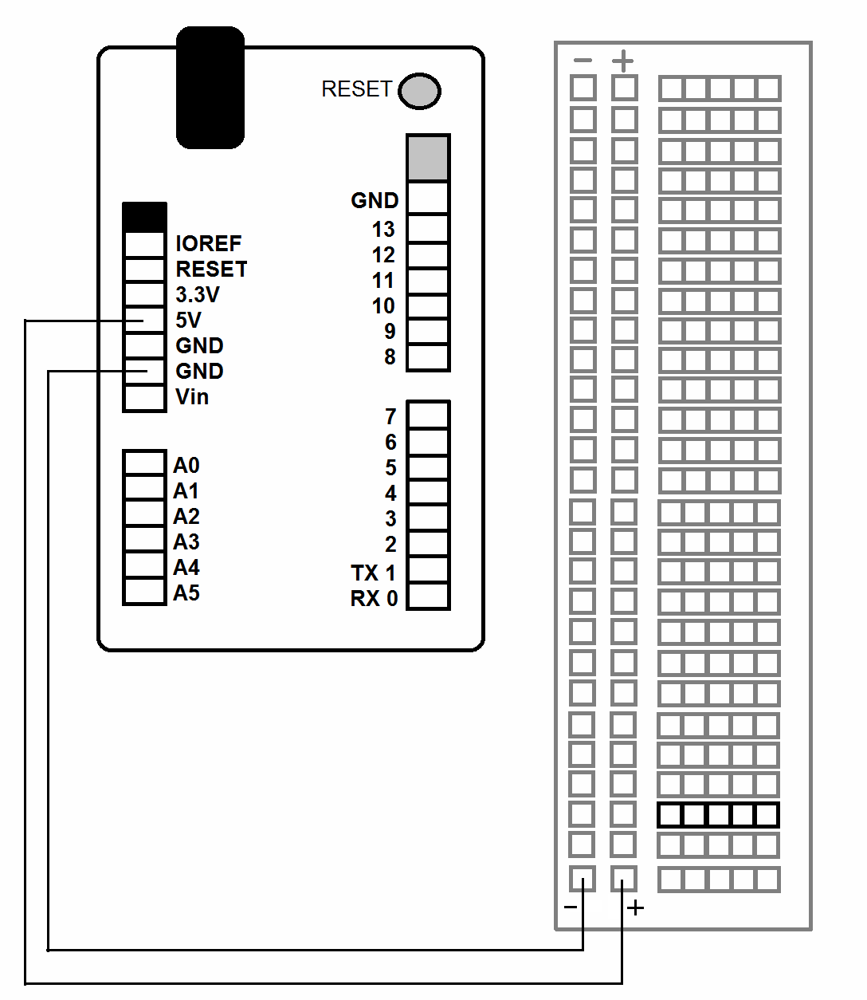 − +
RESET
GND
13
12
11
10
9
8
IOREF
RESET
3.3V
5V
GND
GND
Vin
7
6
5
4
3
2
TX 1
RX 0
A0
A1
A2
A3
A4
A5
− +